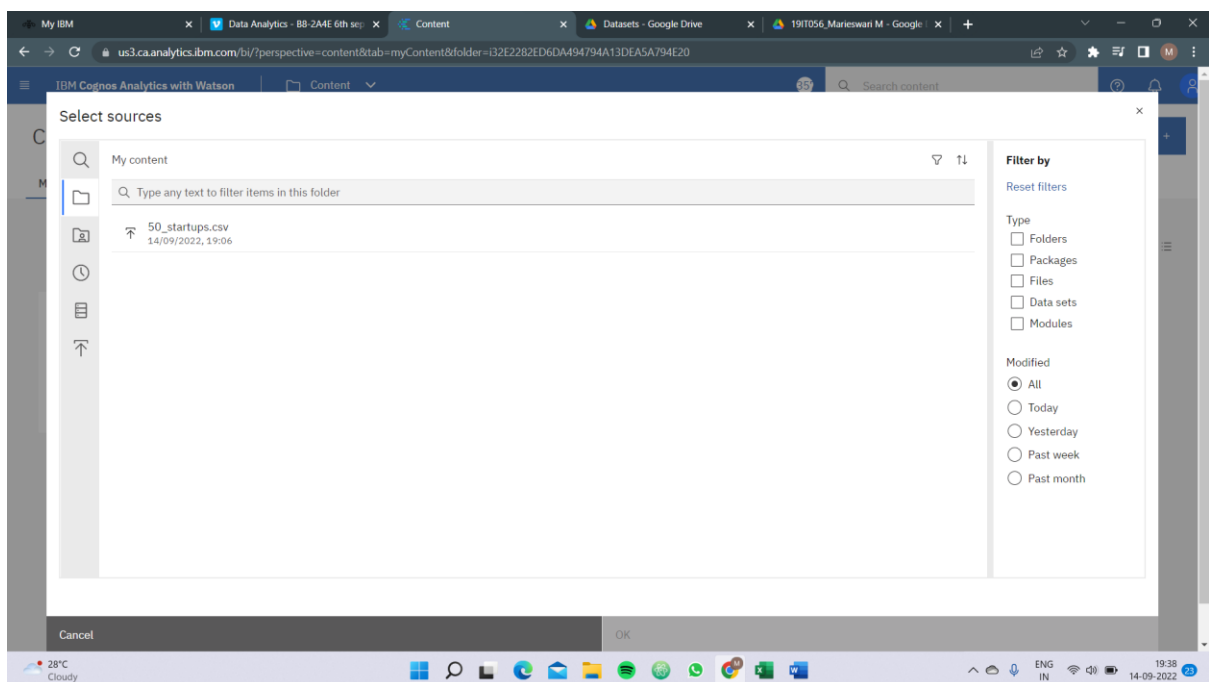 My IBM
Data Analytics - B8-2A4E 6th sep
Content
Datasets - Google Drive
19IT056_Marieswari M - Google
us3.ca.analytics.ibm.com/bi/?perspective=content&tab=myContent&folder=i32E2282ED6DA494794A13DEA5A794E20
M
IBM Cognos Analytics with Watson
Content
35
Search content
Select sources
C
M
My content
Type any text to filter items in this folder
50_startups.csv
14/09/2022, 19:06
Filter by
Reset filters
Type
Folders
Packages
Files
Data sets
Modules
Modified
All
Today
Yesterday
Past week
Past month
Cancel
OK
28°C
Cloudy
ENG
IN
19:38
14-09-2022
23